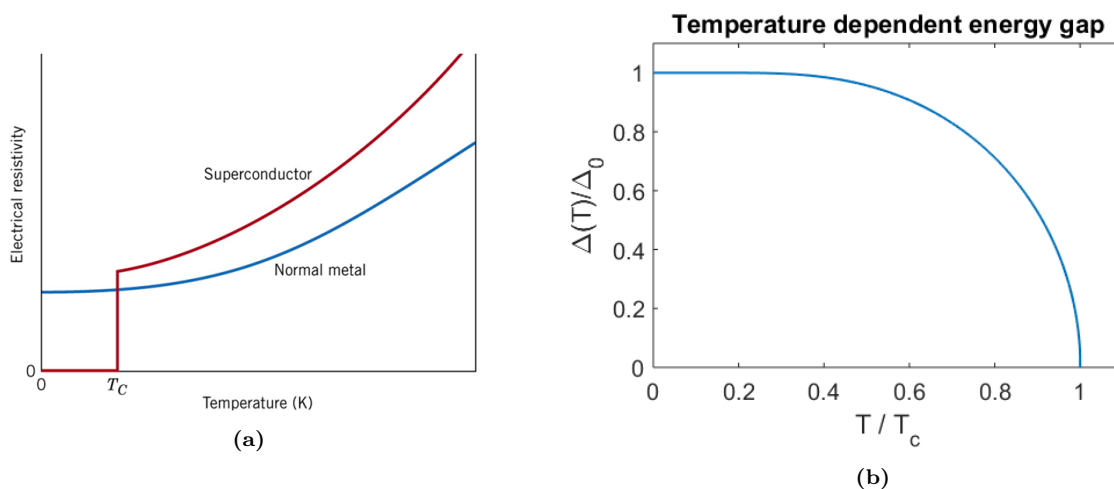 Electrical resistivity
Superconductor
Normal metal
0
0
T_C
Temperature (K)
(a)
Temperature dependent energy gap
Δ(T)/Δ_0
1
0.8
0.6
0.4
0.2
0
0
0.2
0.4
0.6
0.8
1
T / T_c
(b)